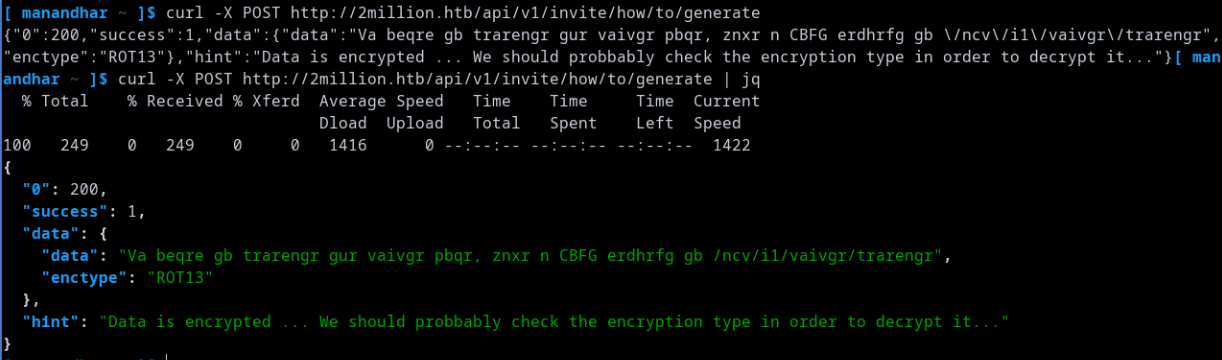 [ manandhar ~ ]$ curl -X POST http://2million.htb/api/v1/invite/how/to/generate
{"0":200,"success":1,"data":{"data":"Va beqre gb trarengr gur vaivgr pbqr, znxr n CBFG erdhrfg gb \/ncv\/i1\/vaivgr\/trarengr",
"enctype":"ROT13"},"hint":"Data is encrypted ... We should probbably check the encryption type in order to decrypt it..."}[ man
andhar ~ ]$ curl -X POST http://2million.htb/api/v1/invite/how/to/generate | jq
  % Total    % Received % Xferd  Average Speed   Time    Time     Time  Current
                                 Dload  Upload   Total   Spent    Left  Speed
100   249    0   249    0     0   1416      0 --:--:-- --:--:-- --:--:--  1422
{
  "0": 200,
  "success": 1,
  "data": {
    "data": "Va beqre gb trarengr gur vaivgr pbqr, znxr n CBFG erdhrfg gb /ncv/i1/vaivgr/trarengr",
    "enctype": "ROT13"
  },
  "hint": "Data is encrypted ... We should probbably check the encryption type in order to decrypt it..."
}